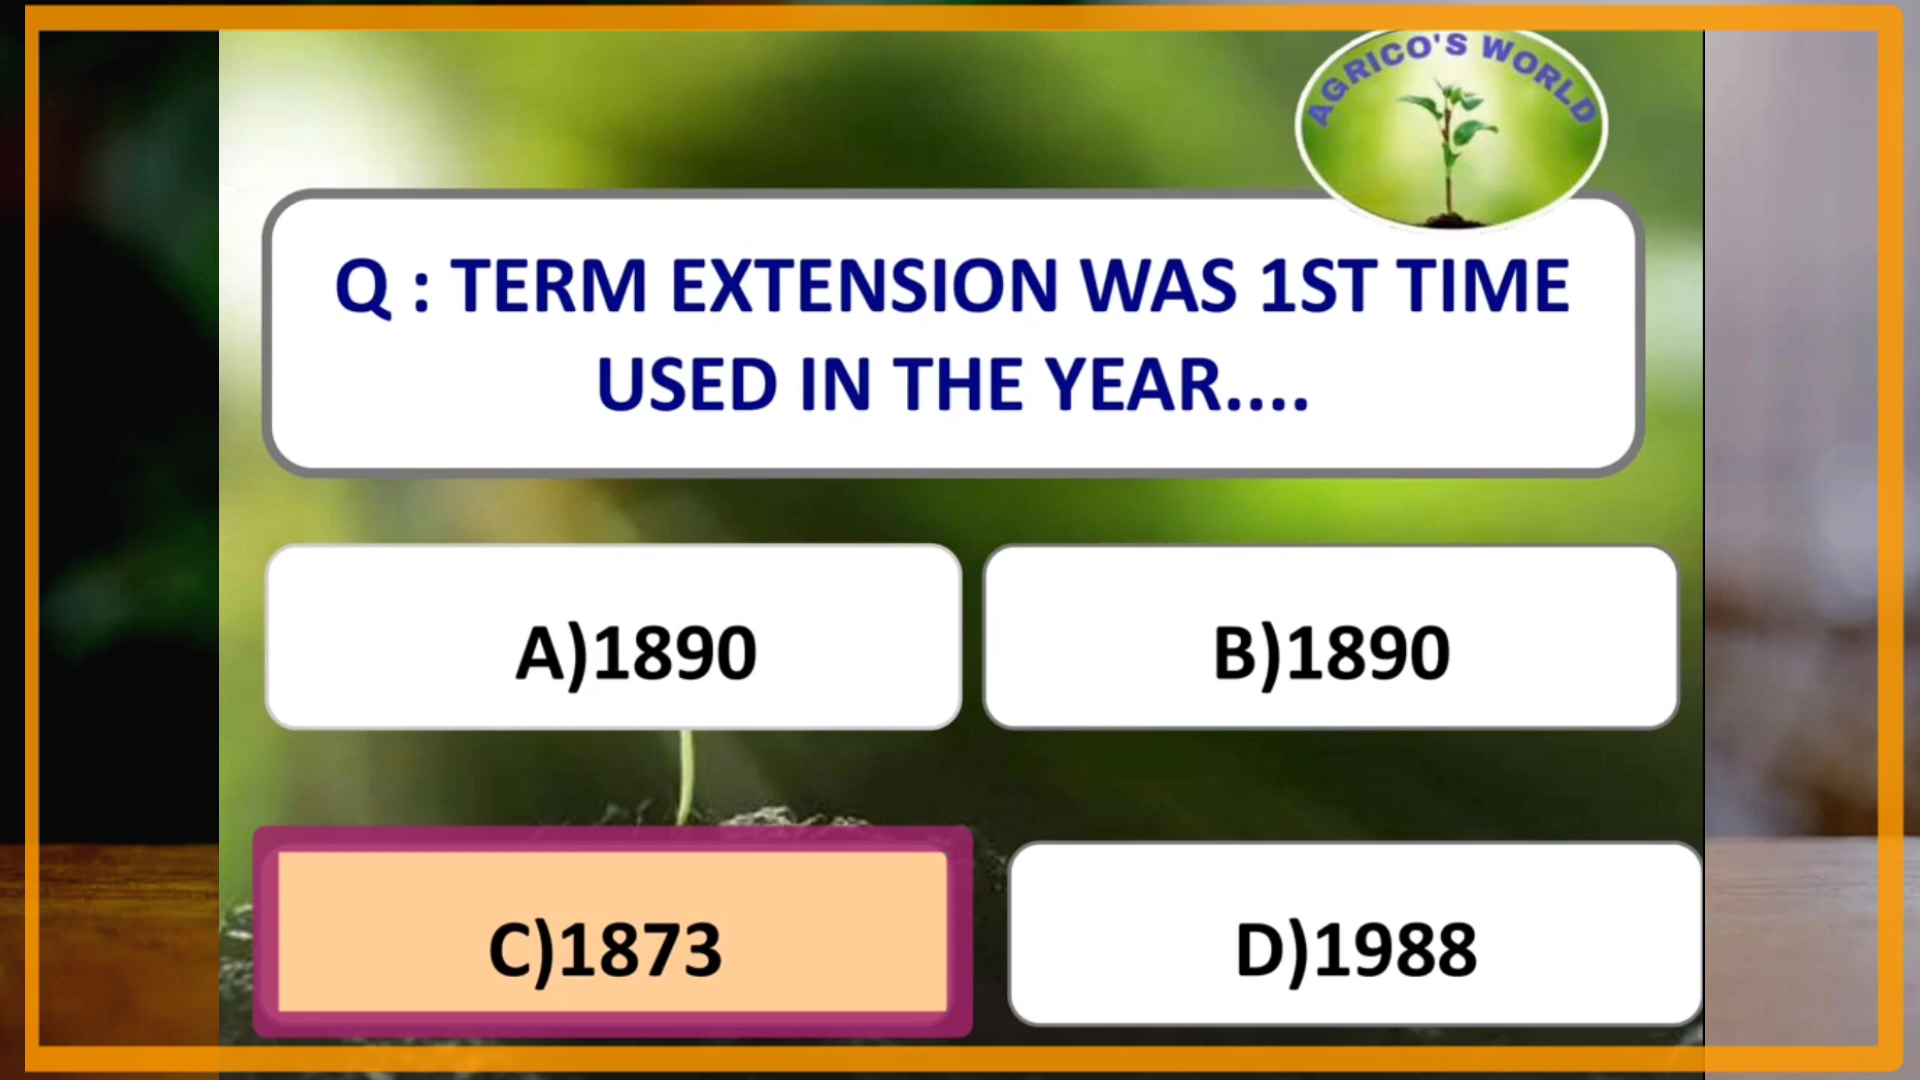 AGRICO'S WORLD
Q : TERM EXTENSION WAS 1ST TIME
USED IN THE YEAR....
A)1890
B)1890
C)1873
D)1988